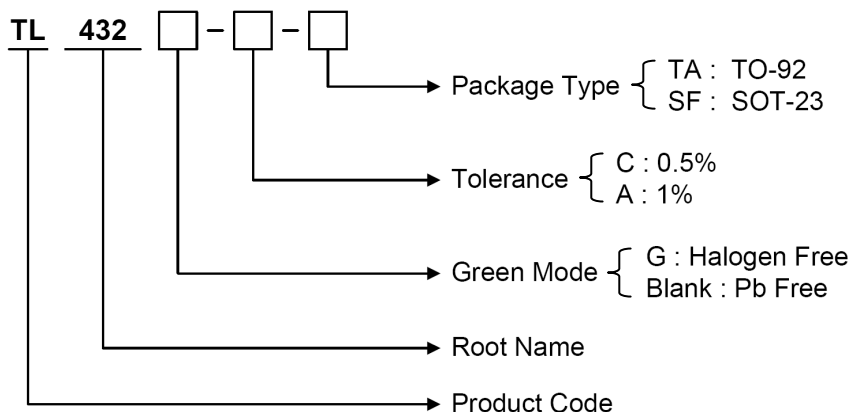 TL 432 - -
Package Type TA : TO-92
SF : SOT-23
Tolerance C : 0.5%
A : 1%
Green Mode G : Halogen Free
Blank : Pb Free
Root Name
Product Code